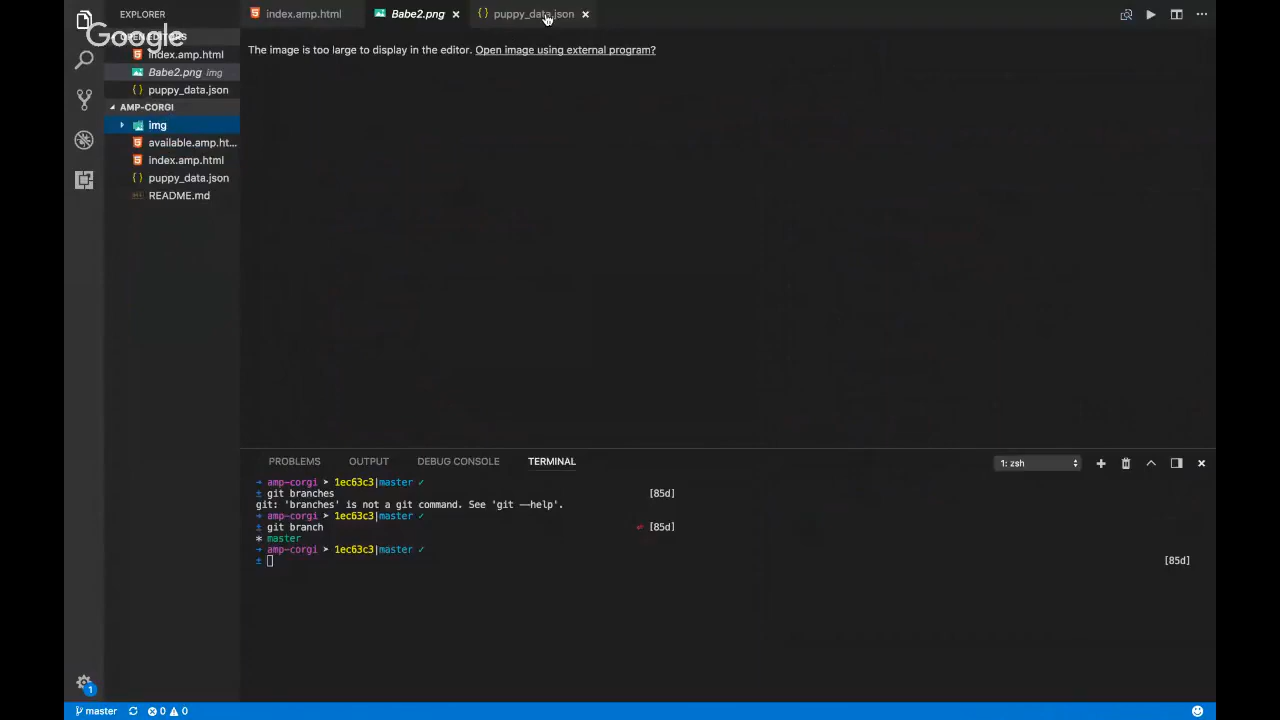 EXPLORER
index.amp.html
Babe2.png
puppy_data.json
Google
OPEN EDITORS
index.amp.html
Babe2.png img
puppy_data.json
AMP-CORGI
img
available.amp.ht...
index.amp.html
puppy_data.json
README.md
The image is too large to display in the editor. Open image using external program?
PROBLEMS OUTPUT DEBUG CONSOLE TERMINAL
1: zsh
→ amp-corgi ➤ 1ec63c3|master ✓
± git branches [85d]
git: 'branches' is not a git command. See 'git --help'.
→ amp-corgi ➤ 1ec63c3|master ✓
± git branch ↵ [85d]
* master
→ amp-corgi ➤ 1ec63c3|master ✓
± [85d]
1
master 0 0